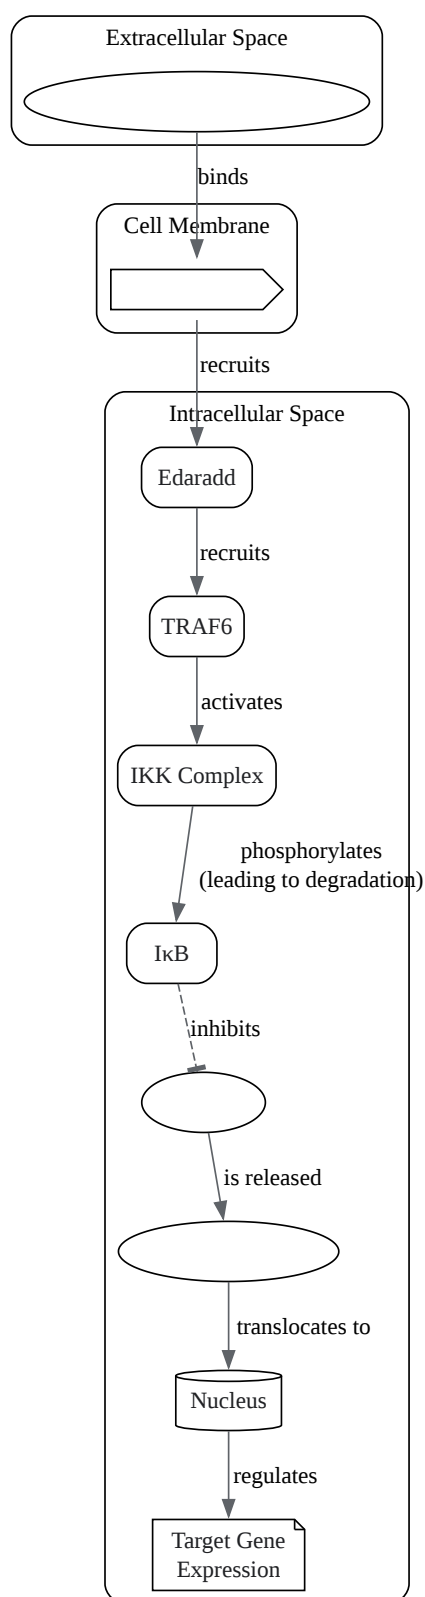 Extracellular Space
binds
Cell Membrane
recruits
Intracellular Space
Edaradd
recruits
TRAF6
activates
IKK Complex
phosphorylates
(leading to degradation)
IκB
inhibits
is released
translocates to
Nucleus
regulates
Target Gene
Expression